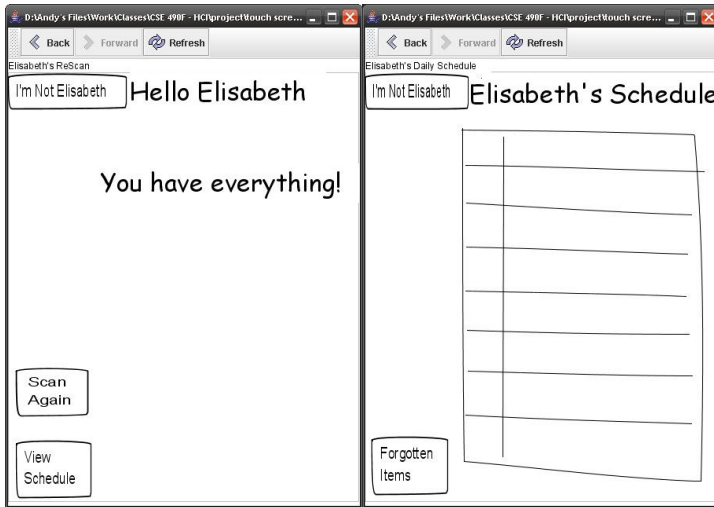 D:\Andy's Files\Work\Classes\CSE 490F - HCI\project\touch scre...
Back Forward Refresh
Elisabeth's ReScan
I'm Not Elisabeth
Hello Elisabeth
You have everything!
Scan
Again
View
Schedule
D:\Andy's Files\Work\Classes\CSE 490F - HCI\project\touch scre...
Back Forward Refresh
Elisabeth's Daily Schedule
I'm Not Elisabeth
Elisabeth's Schedule
Forgotten
Items